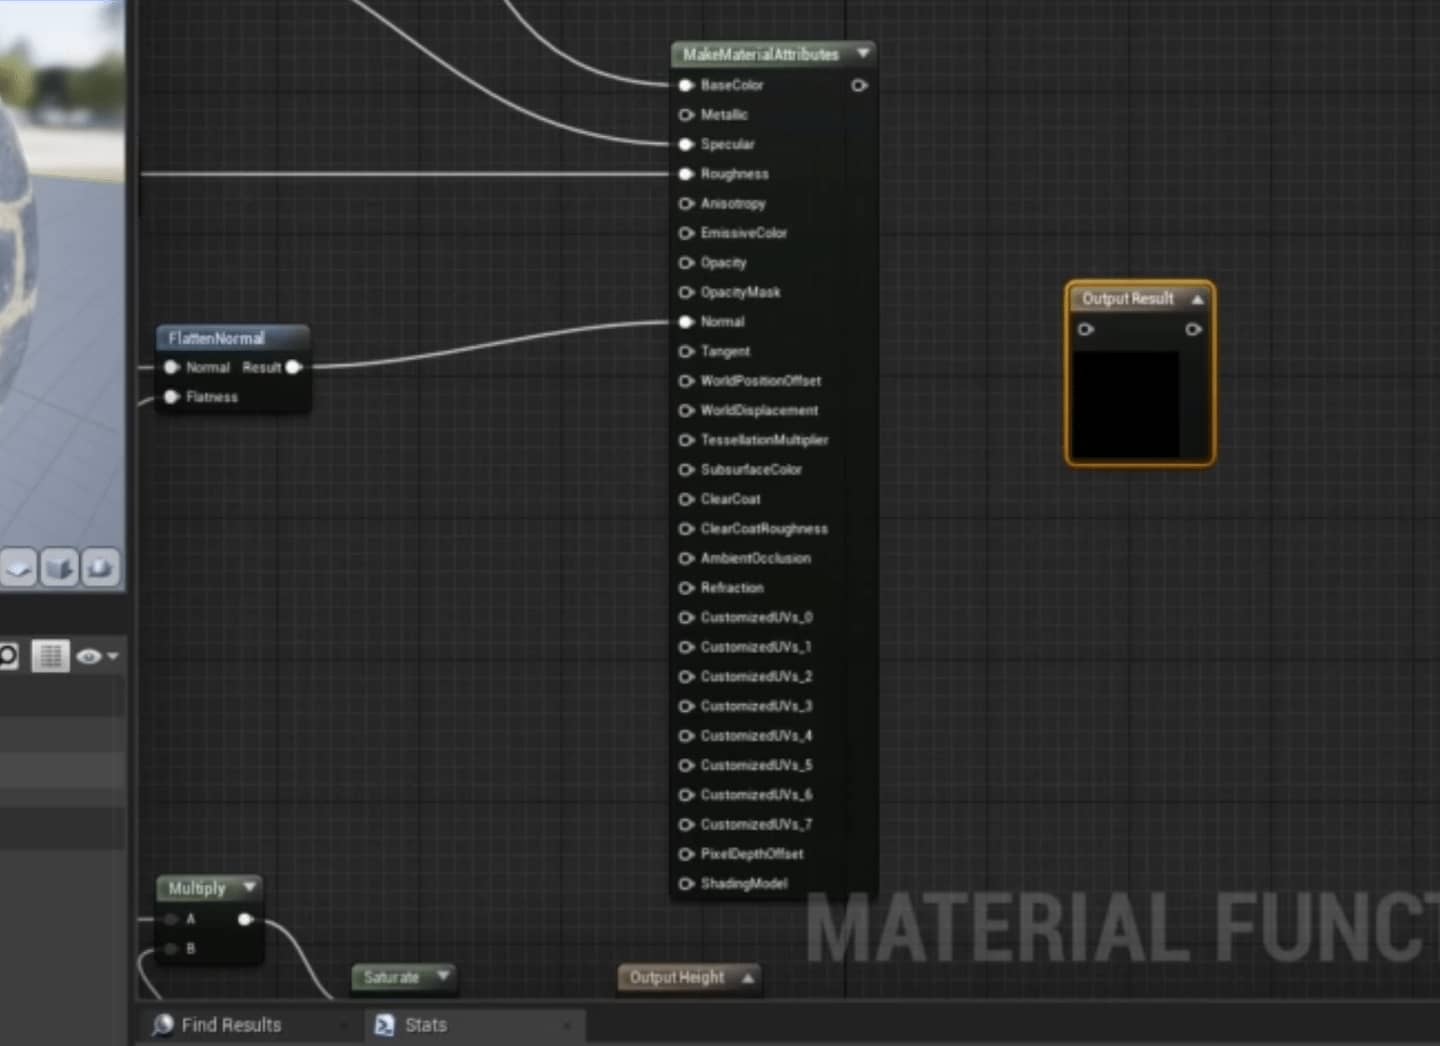 MakeMaterialAttributes
BaseColor
Metallic
Specular
Roughness
Anisotropy
EmissiveColor
Opacity
OpacityMask
Normal
Tangent
WorldPositionOffset
WorldDisplacement
TessellationMultiplier
SubsurfaceColor
ClearCoat
ClearCoatRoughness
AmbientOcclusion
Refraction
CustomizedUVs_0
CustomizedUVs_1
CustomizedUVs_2
CustomizedUVs_3
CustomizedUVs_4
CustomizedUVs_5
CustomizedUVs_6
CustomizedUVs_7
PixelDepthOffset
ShadingModel
Output Result
FlattenNormal
Normal Result
Flatness
Multiply
A
B
Saturate
Output Height
MATERIAL FUNCT
Find Results
Stats